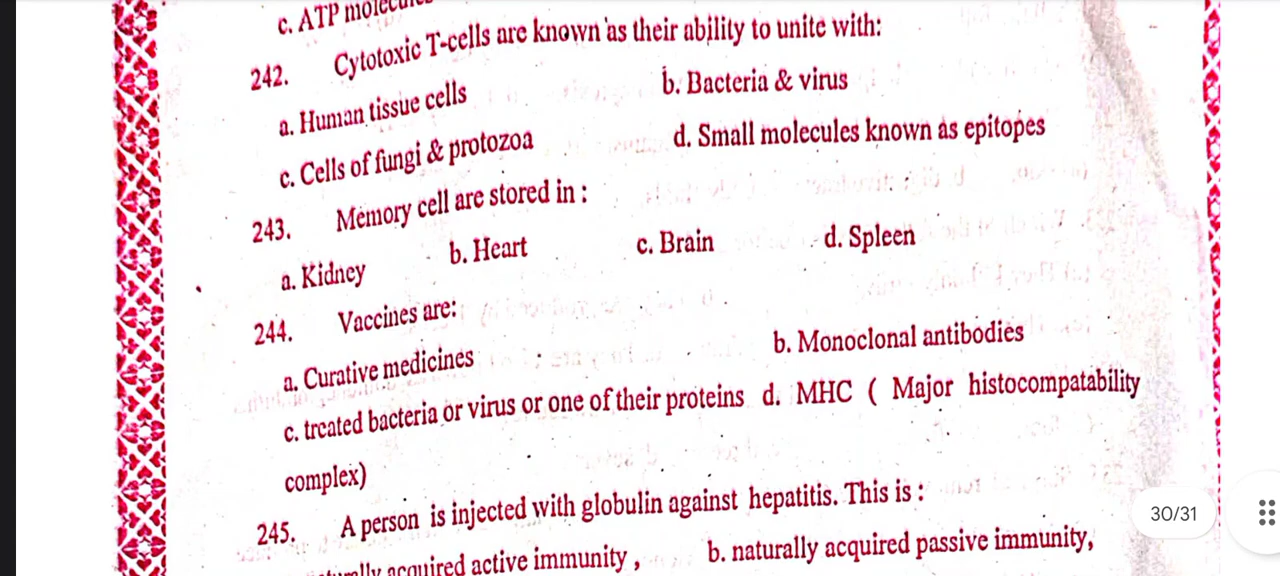 c. ATP molecules
242. Cytotoxic T-cells are known as their ability to unite with:
a. Human tissue cells b. Bacteria & virus
c. Cells of fungi & protozoa d. Small molecules known as epitopes
243. Memory cell are stored in :
a. Kidney b. Heart c. Brain d. Spleen
244. Vaccines are:
a. Curative medicines b. Monoclonal antibodies
c. treated bacteria or virus or one of their proteins d. MHC ( Major histocompatability
complex)
245. A person is injected with globulin against hepatitis. This is :
acquired active immunity , b. naturally acquired passive immunity,
30/31